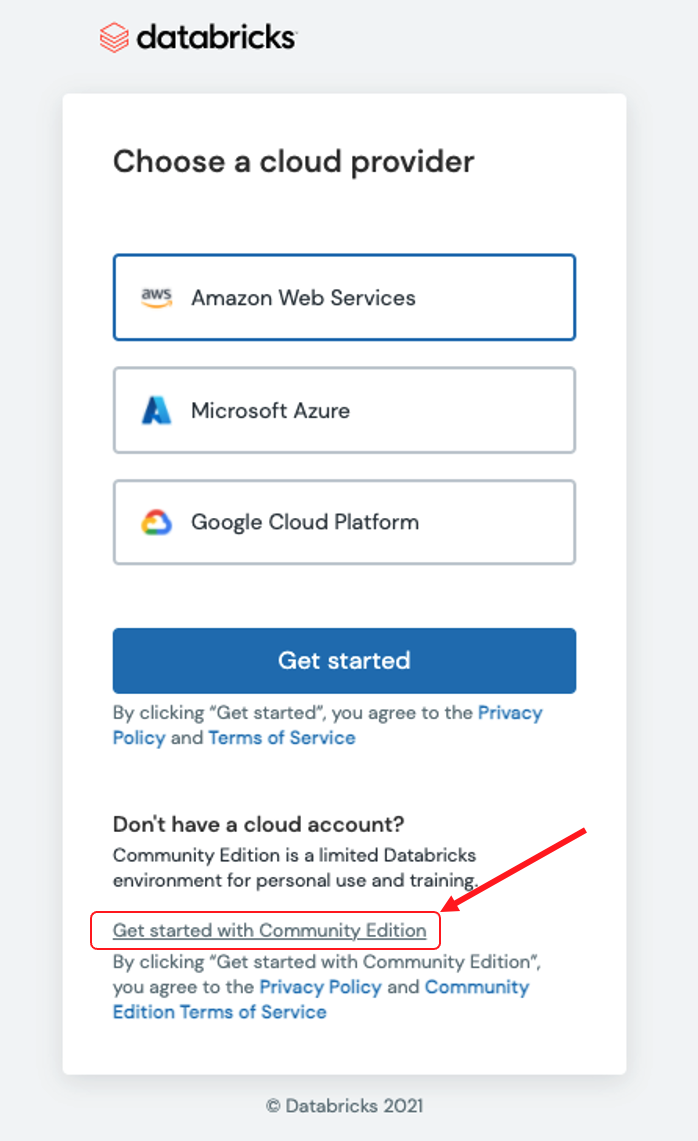 databricks
Choose a cloud provider
aws
Amazon Web Services
Microsoft Azure
Google Cloud Platform
Get started
By clicking “Get started”, you agree to the Privacy
Policy and Terms of Service
Don't have a cloud account?
Community Edition is a limited Databricks
environment for personal use and training.
Get started with Community Edition
By clicking “Get started with Community Edition”,
you agree to the Privacy Policy and Community
Edition Terms of Service
© Databricks 2021